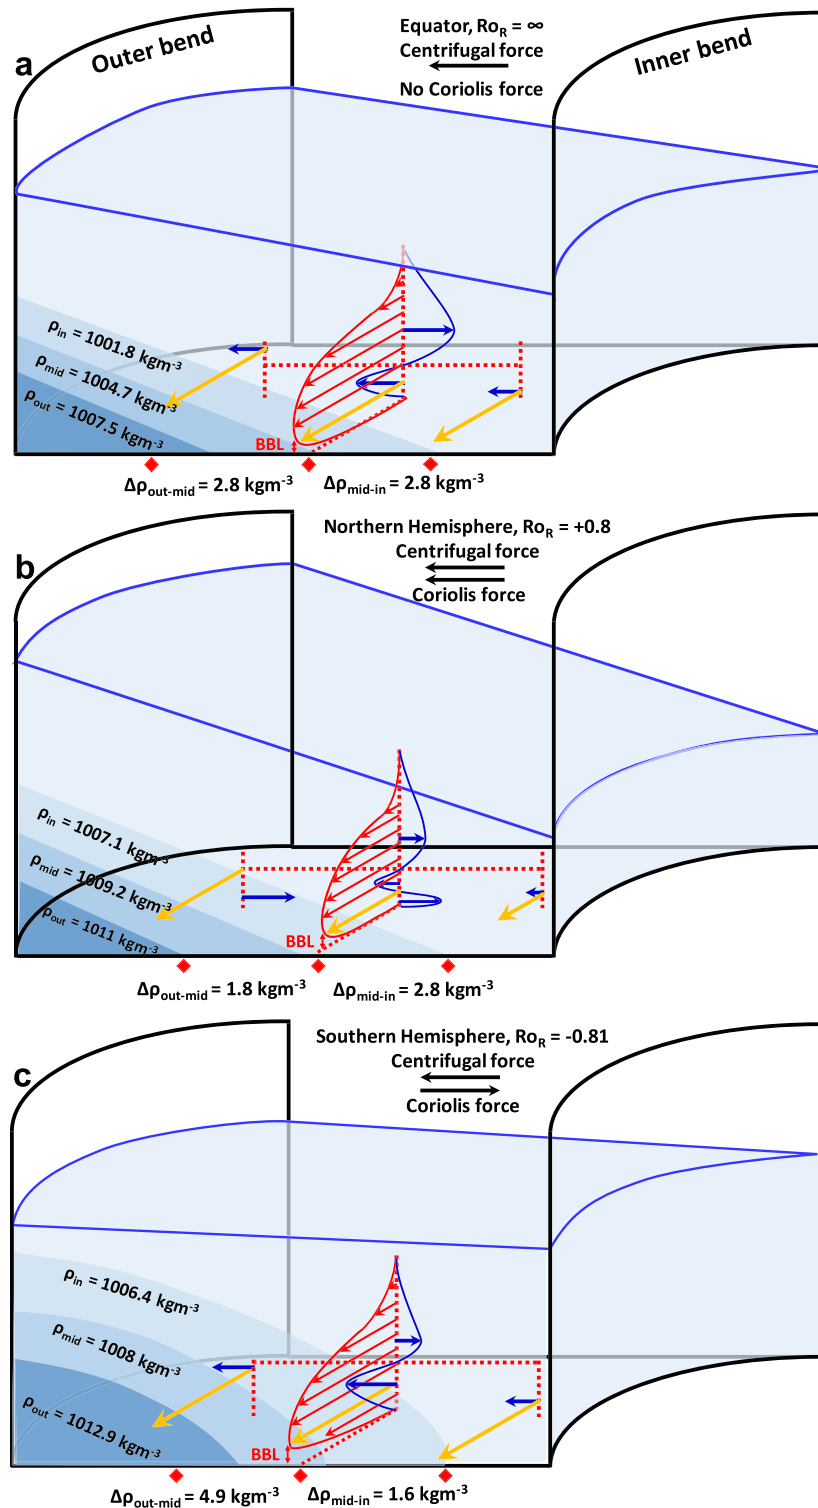 a
Outer bend
Equator, Ro_R = ∞
Centrifugal force
No Coriolis force
Inner bend
ρ_in = 1001.8 kgm⁻³
ρ_mid = 1004.7 kgm⁻³
ρ_out = 1007.5 kgm⁻³
BBL
Δρ_out-mid = 2.8 kgm⁻³ Δρ_mid-in = 2.8 kgm⁻³
b
Northern Hemisphere, Ro_R = +0.8
Centrifugal force
Coriolis force
ρ_in = 1007.1 kgm⁻³
ρ_mid = 1009.2 kgm⁻³
ρ_out = 1011 kgm⁻³
BBL
Δρ_out-mid = 1.8 kgm⁻³ Δρ_mid-in = 2.8 kgm⁻³
c
Southern Hemisphere, Ro_R = -0.81
Centrifugal force
Coriolis force
ρ_in = 1006.4 kgm⁻³
ρ_mid = 1008 kgm⁻³
ρ_out = 1012.9 kgm⁻³
BBL
Δρ_out-mid = 4.9 kgm⁻³ Δρ_mid-in = 1.6 kgm⁻³